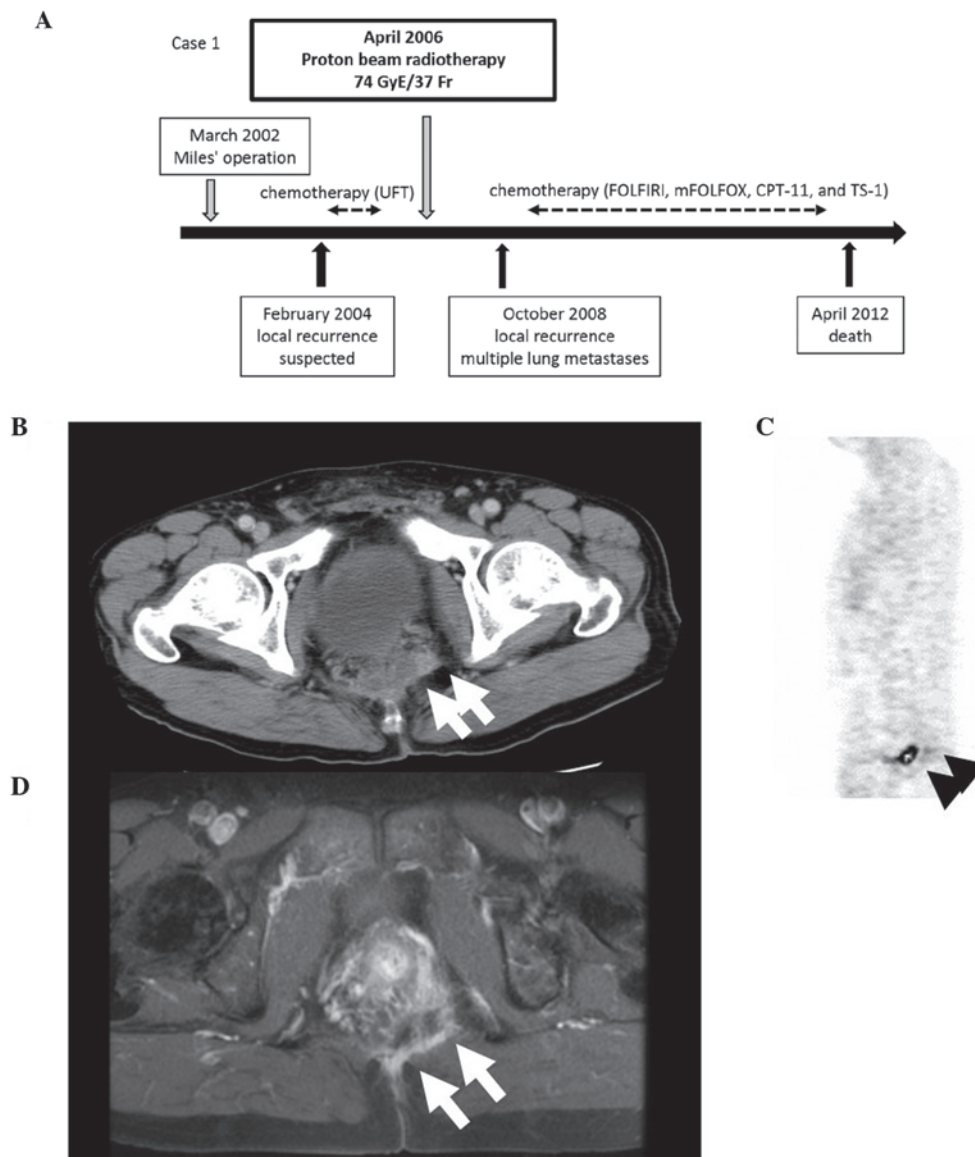 A
Case 1
April 2006
Proton beam radiotherapy
74 GyE/37 Fr
March 2002
Miles' operation
chemotherapy (UFT)
chemotherapy (FOLFIRI, mFOLFOX, CPT-11, and TS-1)
February 2004
local recurrence
suspected
October 2008
local recurrence
multiple lung metastases
April 2012
death
B
C
D